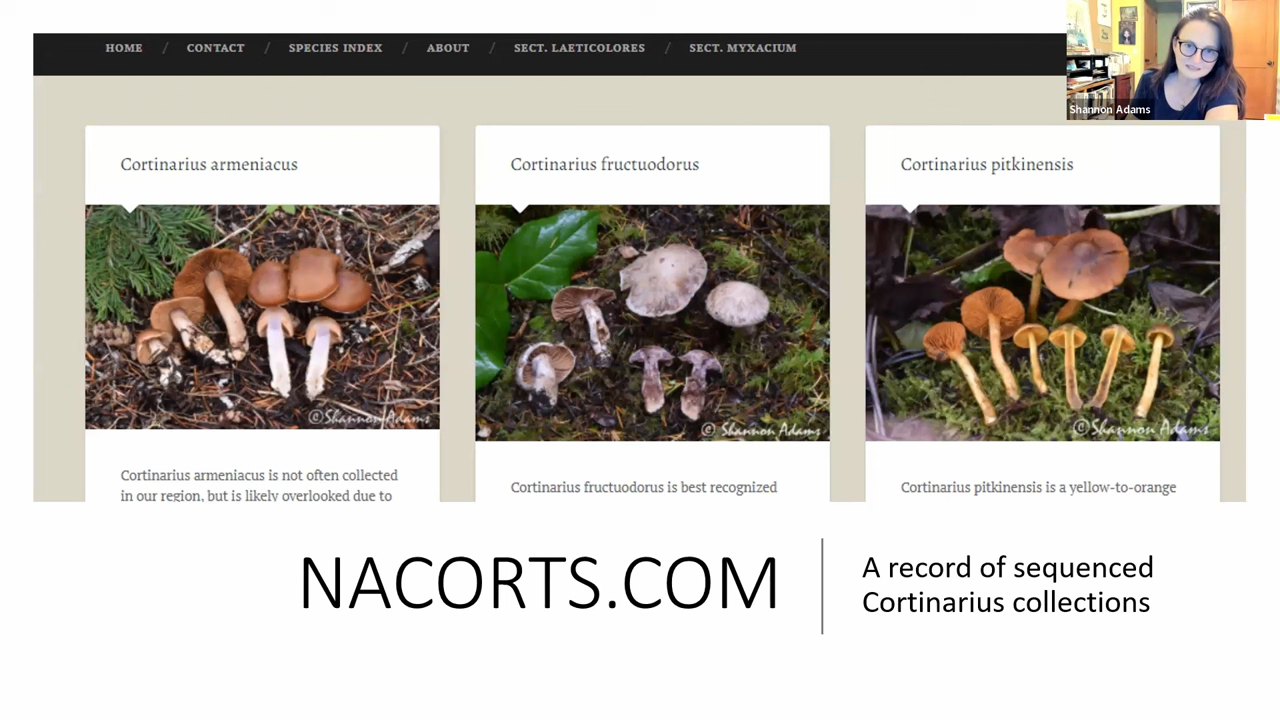 HOME / CONTACT / SPECIES INDEX / ABOUT / SECT. LAETICOLORES / SECT. MYXACIUM
Shannon Adams
Cortinarius armeniacus
Cortinarius fructuodorus
Cortinarius pitkinensis
©Shannon Adams
© Shannon Adams
©Shannon Adams
Cortinarius armeniacus is not often collected
in our region, but is likely overlooked due to
Cortinarius fructuodorus is best recognized
Cortinarius pitkinensis is a yellow-to-orange
NACORTS.COM
A record of sequenced
Cortinarius collections